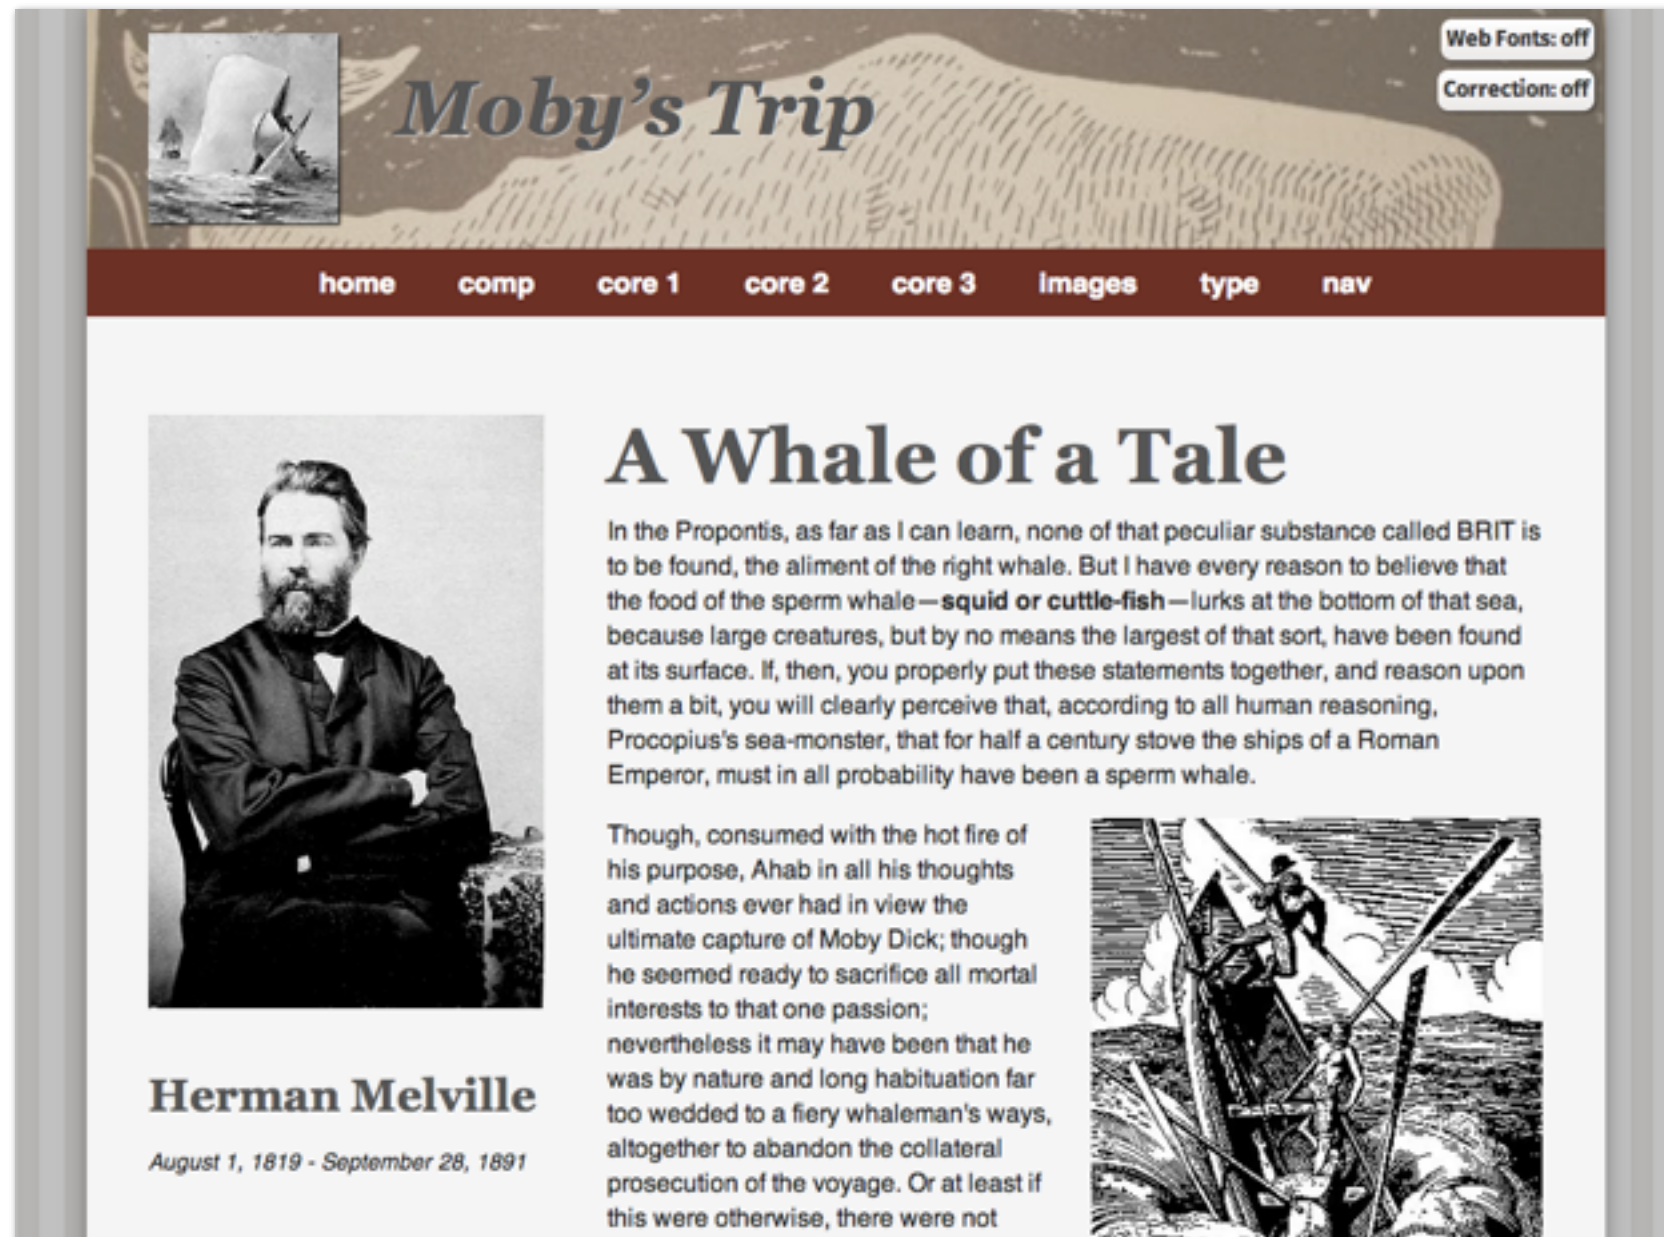 Moby’s Trip
Web Fonts: off
Correction: off
home comp core 1 core 2 core 3 images type nav
A Whale of a Tale
In the Propontis, as far as I can learn, none of that peculiar substance called BRIT is
to be found, the aliment of the right whale. But I have every reason to believe that
the food of the sperm whale—squid or cuttle-fish—lurks at the bottom of that sea,
because large creatures, but by no means the largest of that sort, have been found
at its surface. If, then, you properly put these statements together, and reason upon
them a bit, you will clearly perceive that, according to all human reasoning,
Procopius's sea-monster, that for half a century stove the ships of a Roman
Emperor, must in all probability have been a sperm whale.
Though, consumed with the hot fire of
his purpose, Ahab in all his thoughts
and actions ever had in view the
ultimate capture of Moby Dick; though
he seemed ready to sacrifice all mortal
interests to that one passion;
nevertheless it may have been that he
was by nature and long habituation far
too wedded to a fiery whaleman's ways,
altogether to abandon the collateral
prosecution of the voyage. Or at least if
this were otherwise, there were not
Herman Melville
August 1, 1819 - September 28, 1891